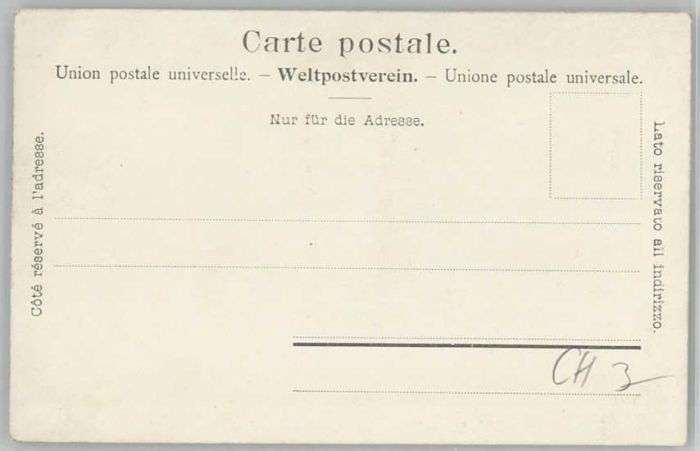 Carte postale.
Union postale universelle. – Weltpostverein. – Unione postale universale.
Nur für die Adresse.
Côté réservé à l'adresse.
Lato riservato all indirizzo.
CH 3